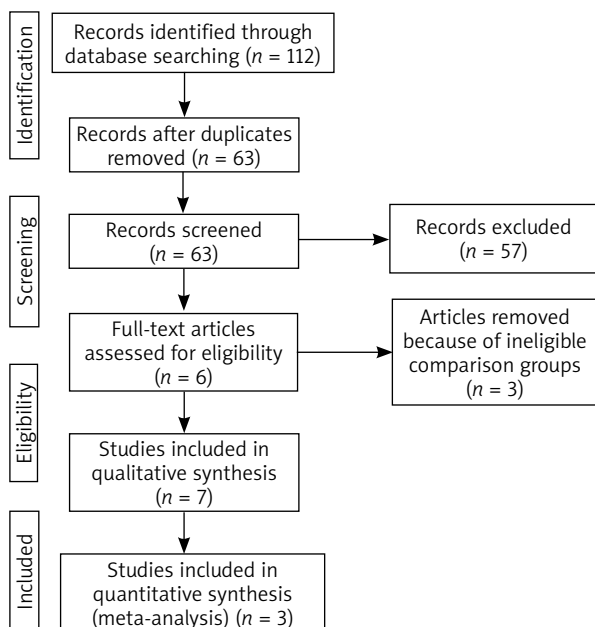 Identification
Records identified through
database searching (n = 112)
Records after duplicates
removed (n = 63)
Screening
Records screened
(n = 63)
Records excluded
(n = 57)
Eligibility
Full-text articles
assessed for eligibility
(n = 6)
Articles removed
because of ineligible
comparison groups
(n = 3)
Studies included in
qualitative synthesis
(n = 7)
Included
Studies included in
quantitative synthesis
(meta-analysis) (n = 3)